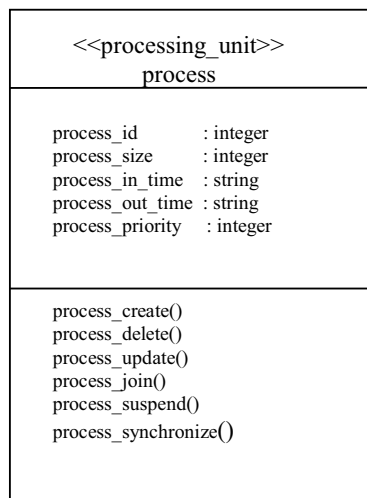 <<processing_unit>>
process
process_id : integer
process_size : integer
process_in_time : string
process_out_time : string
process_priority : integer
process_create()
process_delete()
process_update()
process_join()
process_suspend()
process_synchronize()